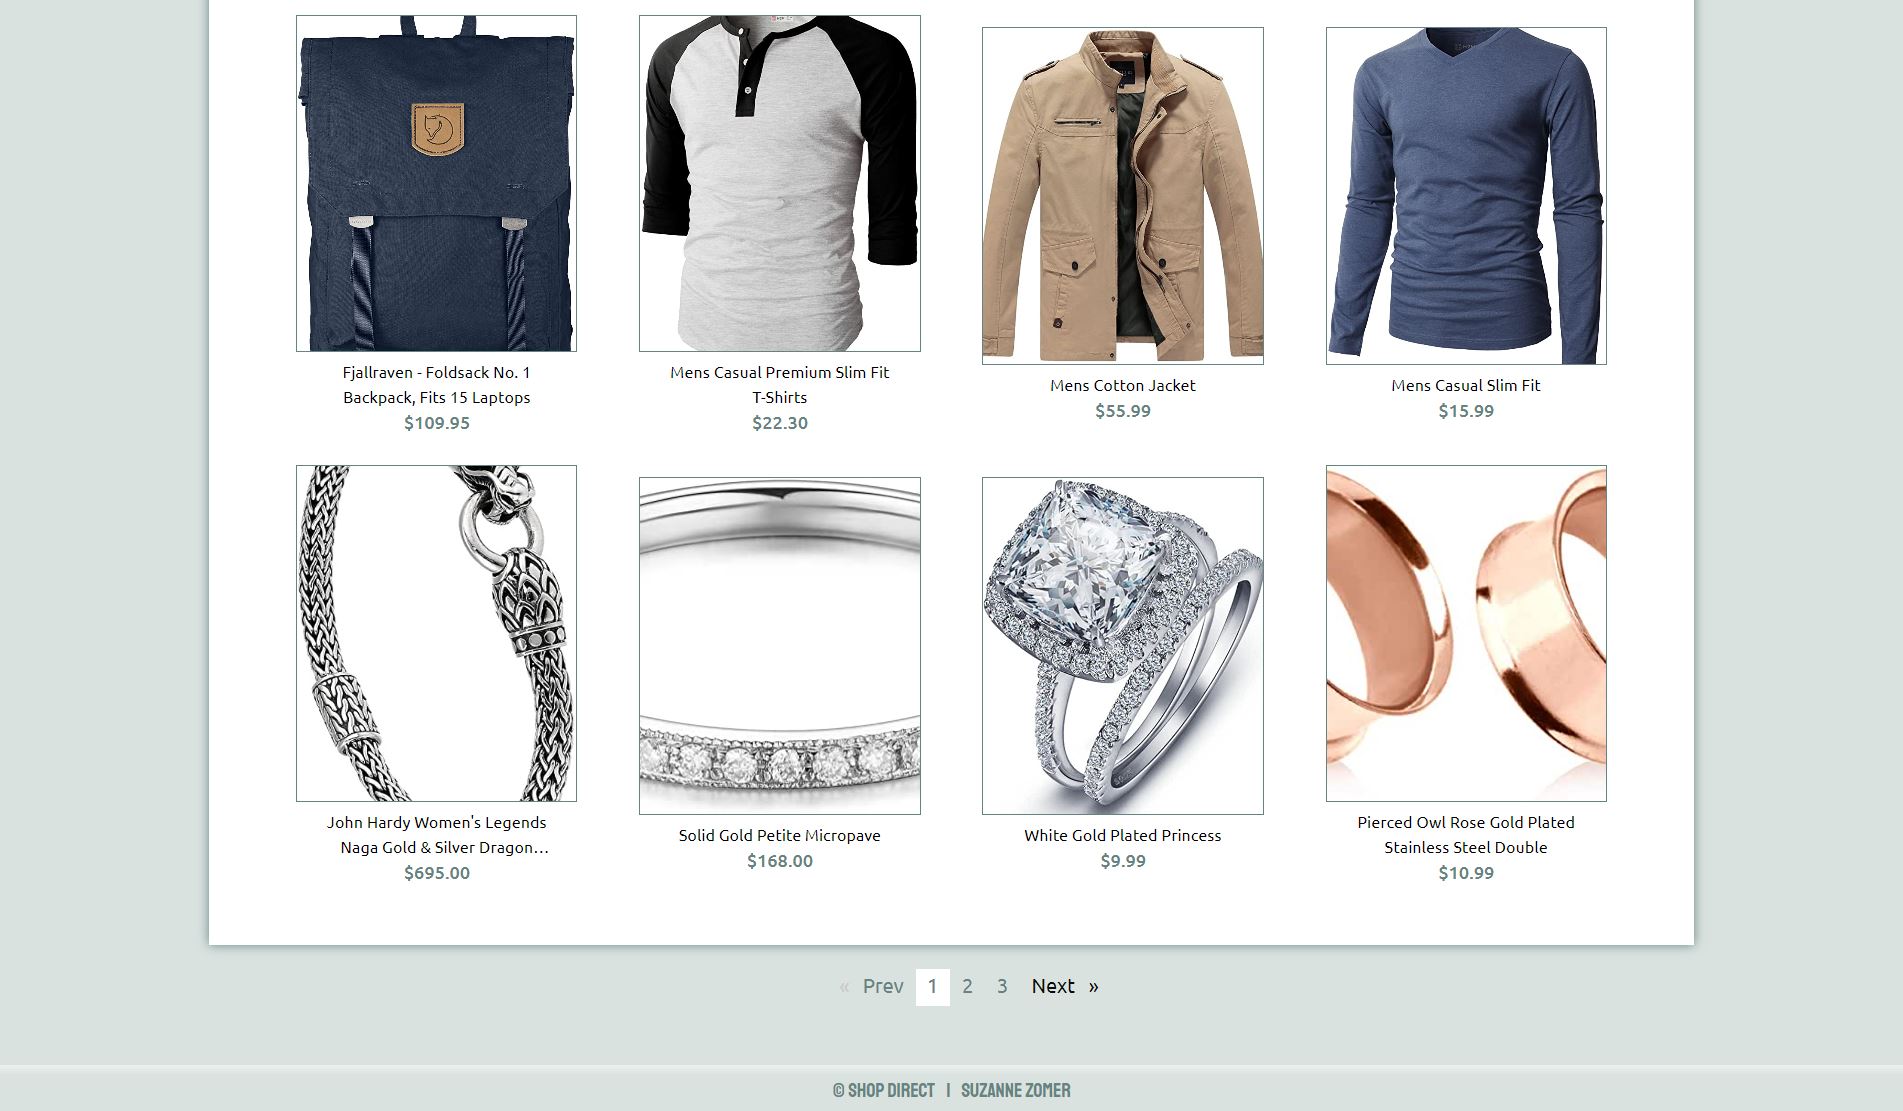 Fjallraven - Foldsack No. 1
Backpack, Fits 15 Laptops
$109.95
Mens Casual Premium Slim Fit
T-Shirts
$22.30
Mens Cotton Jacket
$55.99
Mens Casual Slim Fit
$15.99
John Hardy Women's Legends
Naga Gold & Silver Dragon...
$695.00
Solid Gold Petite Micropave
$168.00
White Gold Plated Princess
$9.99
Pierced Owl Rose Gold Plated
Stainless Steel Double
$10.99
« Prev 1 2 3 Next »
© SHOP DIRECT | SUZANNE ZOMER